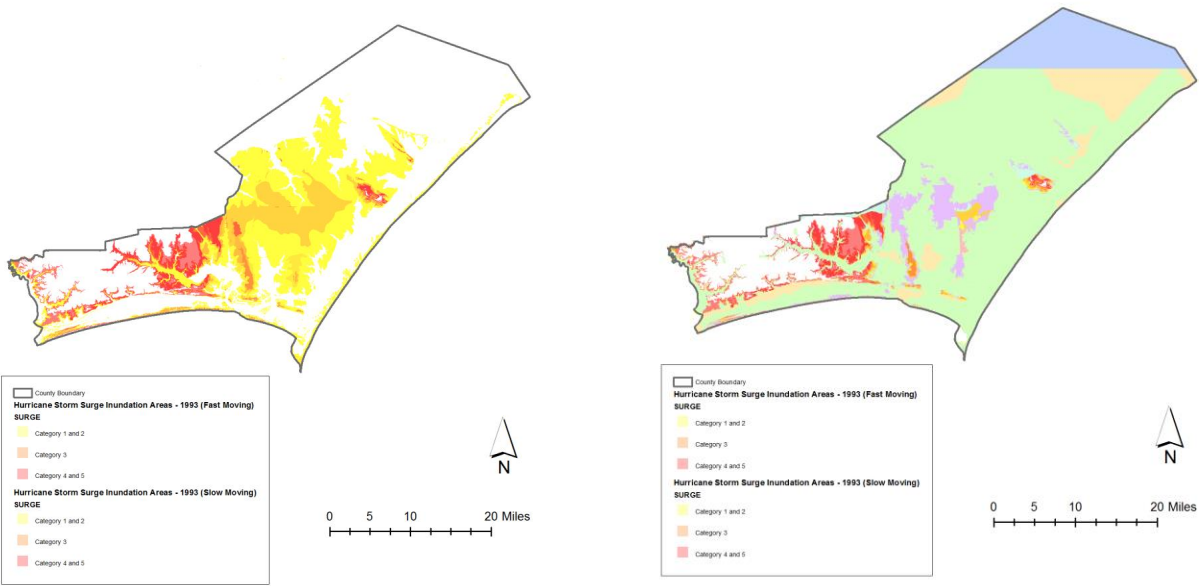 County Boundary
Hurricane Storm Surge Inundation Areas - 1993 (Fast Moving)
SURGE
Category 1 and 2
Category 3
Category 4 and 5
Hurricane Storm Surge Inundation Areas - 1993 (Slow Moving)
SURGE
Category 1 and 2
Category 3
Category 4 and 5
N
0 5 10 20 Miles
County Boundary
Hurricane Storm Surge Inundation Areas - 1993 (Fast Moving)
SURGE
Category 1 and 2
Category 3
Category 4 and 5
Hurricane Storm Surge Inundation Areas - 1993 (Slow Moving)
SURGE
Category 1 and 2
Category 3
Category 4 and 5
N
0 5 10 20 Miles